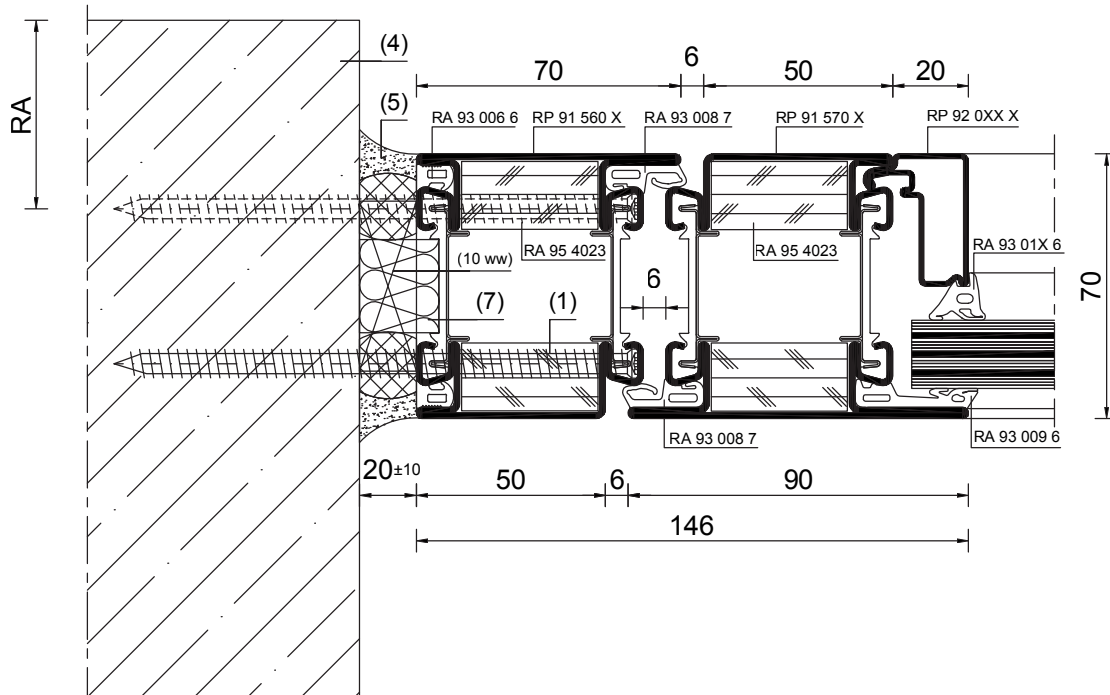 (4)
6
70
50
20
RA
(5)
RA 93 006 6
RP 91 560 X
RA 93 008 7
RP 91 570 X
RP 92 0XX X
RA 95 4023
RA 95 4023
RA 93 01X 6
(10 ww)
6
70
(7)
(1)
RA 93 008 7
RA 93 009 6
20±10
50
6
90
146